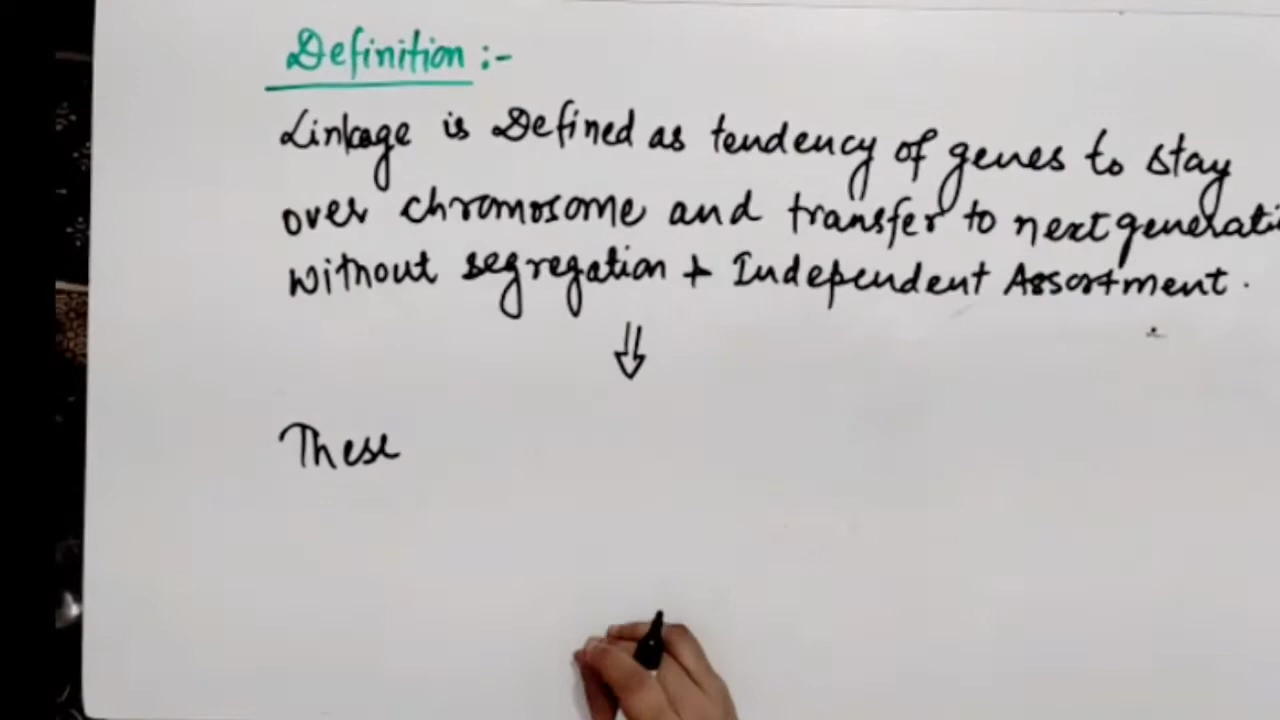 Definition :-
Linkage is Defined as tendency of genes to stay
over chromosome and transfer to next generati
without segregation + Independent Assortment.
These